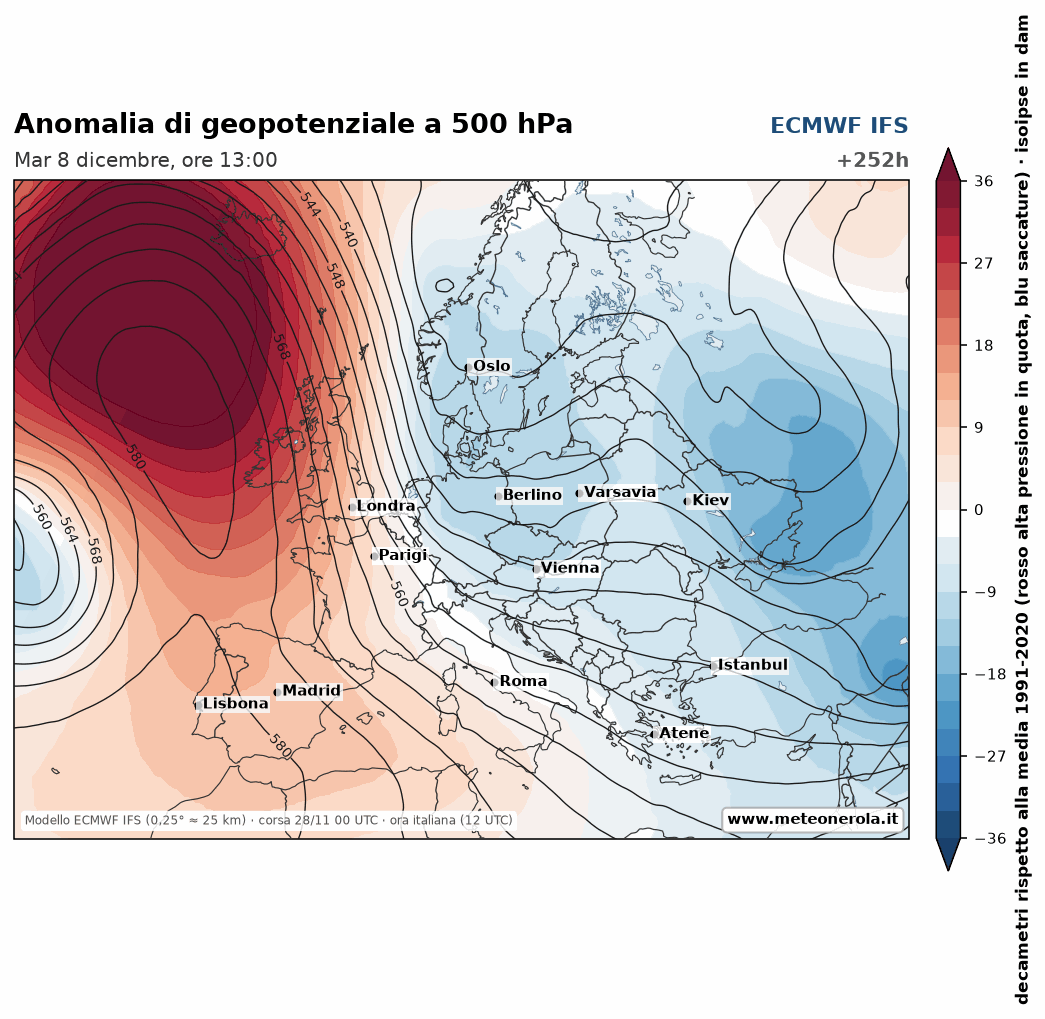 Anomalia di geopotenziale a 500 hPa
ECMWF IFS
Mar 8 dicembre, ore 13:00
+252h
544
540
548
568
580
560
564
568
560
580
Oslo
Berlino
Varsavia
Kiev
Londra
Parigi
Vienna
Istanbul
Roma
Madrid
Lisbona
Atene
Modello ECMWF IFS (0,25° ≈ 25 km) · corsa 28/11 00 UTC · ora italiana (12 UTC)
www.meteonerola.it
36
27
18
9
0
−9
−18
−27
−36
decametri rispetto alla media 1991-2020 (rosso alta pressione in quota, blu saccature) · isoipse in dam